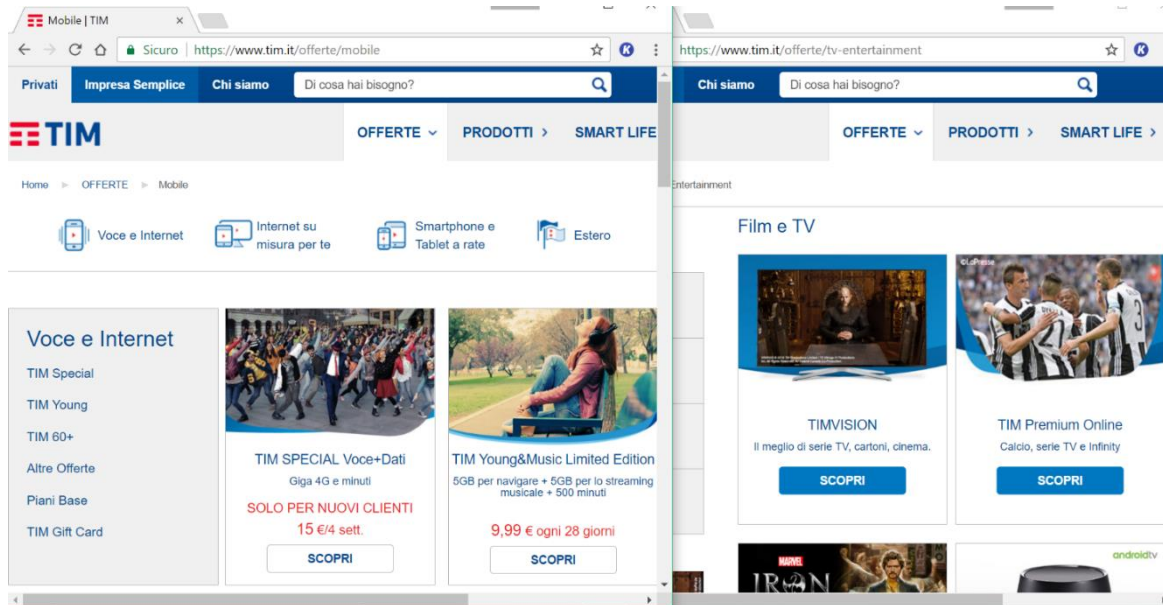 Mobile | TIM
Sicuro
https://www.tim.it/offerte/mobile
Privati
Impresa Semplice
Chi siamo
Di cosa hai bisogno?
TIM
OFFERTE
PRODOTTI >
SMART LIFE
Home
OFFERTE
Mobile
Voce e Internet
Internet su
misura per te
Smartphone e
Tablet a rate
Estero
Voce e Internet
TIM Special
TIM Young
TIM 60+
Altre Offerte
Piani Base
TIM Gift Card
TIM SPECIAL Voce+Dati
Giga 4G e minuti
SOLO PER NUOVI CLIENTI
15 €/4 sett.
SCOPRI
TIM Young&Music Limited Edition
5GB per navigare + 5GB per lo streaming
musicale + 500 minuti
9,99 € ogni 28 giorni
SCOPRI
https://www.tim.it/offerte/tv-entertainment
Chi siamo
Di cosa hai bisogno?
OFFERTE
PRODOTTI >
SMART LIFE >
Entertainment
Film e TV
TIMVISION
Il meglio di serie TV, cartoni, cinema.
SCOPRI
©LaPresse
TIM Premium Online
Calcio, serie TV e Infinity
SCOPRI
MARVEL
IRON
androidtv